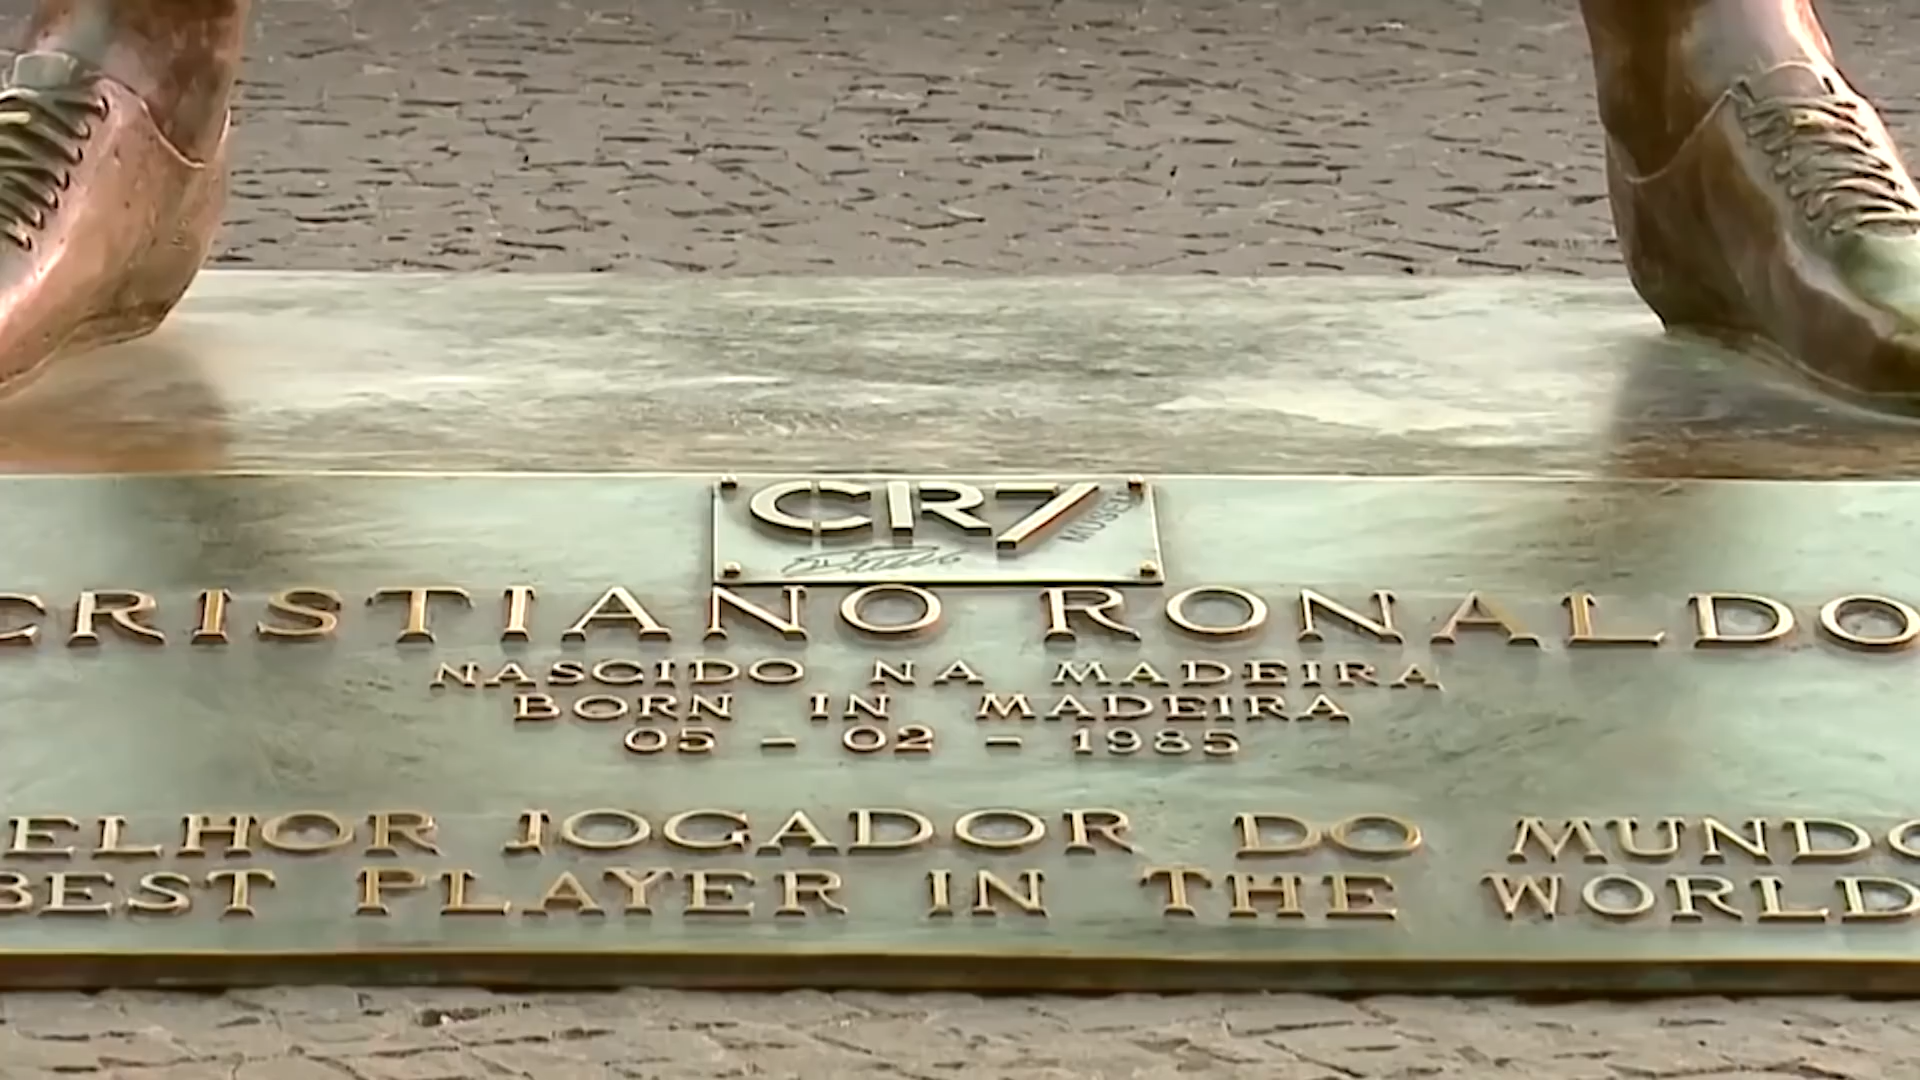 CR7
MUSEU
CRISTIANO RONALDO
NASCIDO NA MADEIRA
BORN IN MADEIRA
05 - 02 - 1985
ELHOR JOGADOR DO MUNDO
BEST PLAYER IN THE WORLD